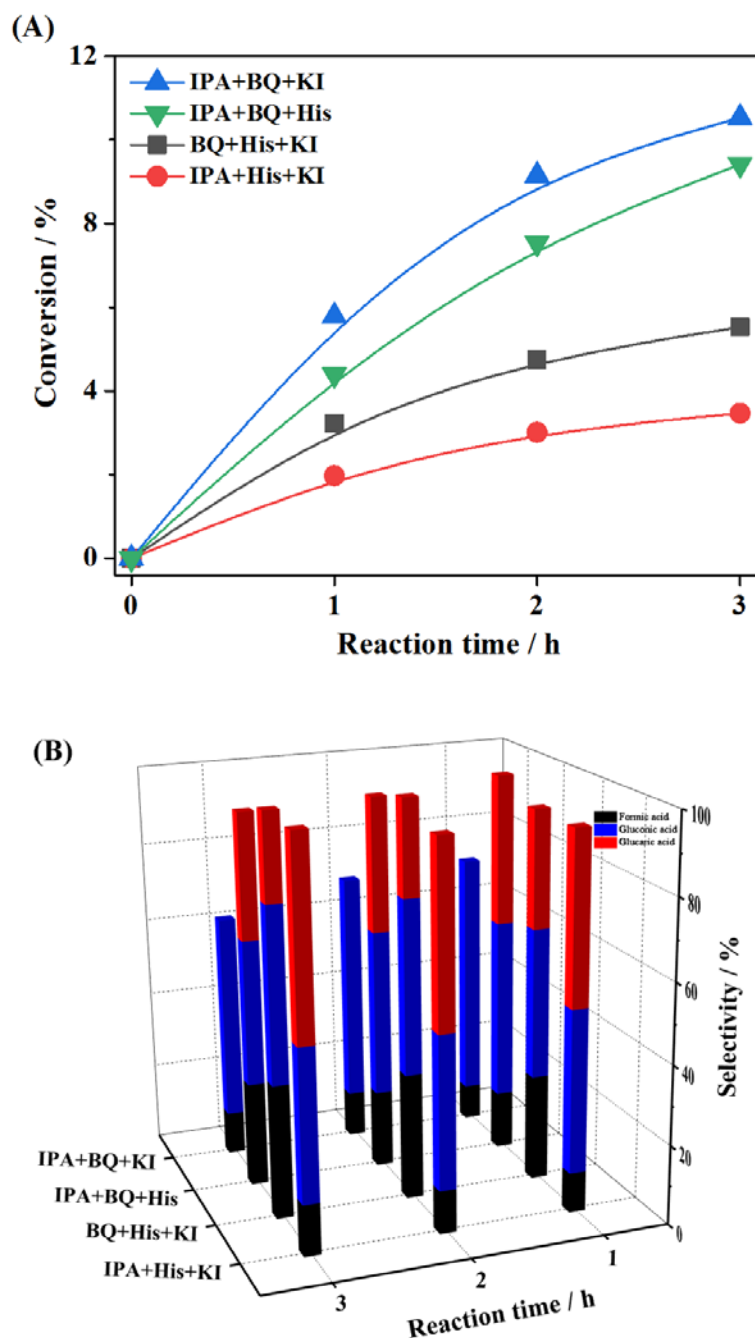 (A)
12
8
4
0
Conversion / %
IPA+BQ+KI
IPA+BQ+His
BQ+His+KI
IPA+His+KI
0 1 2 3
Reaction time / h
(B)
Formic acid
Gluconic acid
Glucaric acid
100
80
60
40
20
0
Selectivity / %
IPA+BQ+KI
IPA+BQ+His
BQ+His+KI
IPA+His+KI
3 2 1
Reaction time / h